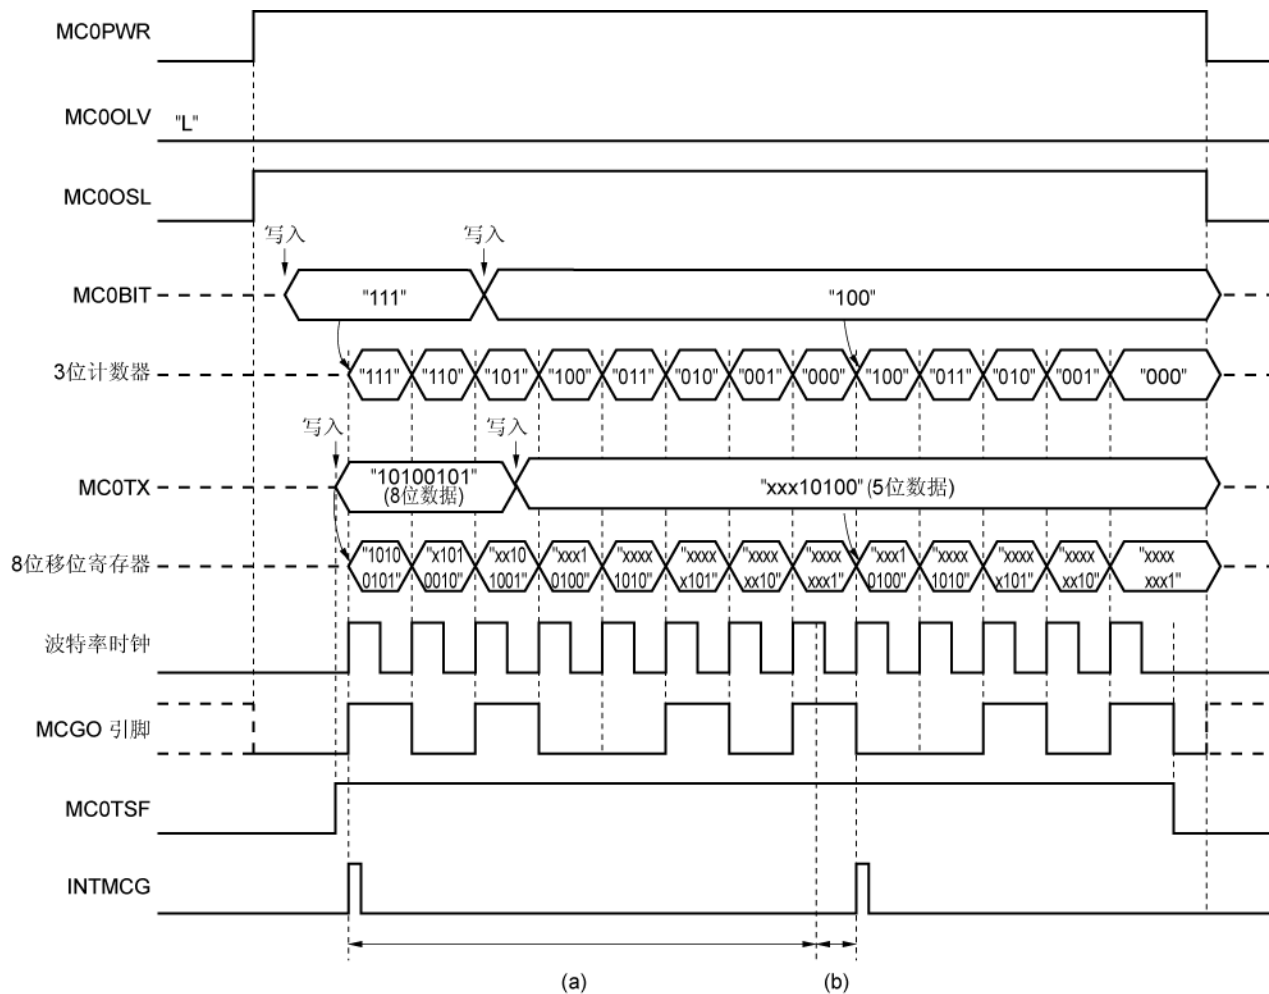 MC0PWR
MC0OLV "L"
MC0OSL
写入 写入
MC0BIT "111" "100"
3位计数器 "111" "110" "101" "100" "011" "010" "001" "000" "100" "011" "010" "001" "000"
写入 写入
MC0TX "10100101" "xxx10100" (5位数据)
(8位数据)
8位移位寄存器 "1010 "x101 "xx10 "xxx1 "xxxx "xxxx "xxxx "xxxx "xxx1 "xxxx "xxxx "xxxx "xxxx
0101" 0010" 1001" 0100" 1010" x101" xx10" xxx1" 0100" 1010" x101" xx10" xxx1"
波特率时钟
MCGO 引脚
MC0TSF
INTMCG
(a) (b)